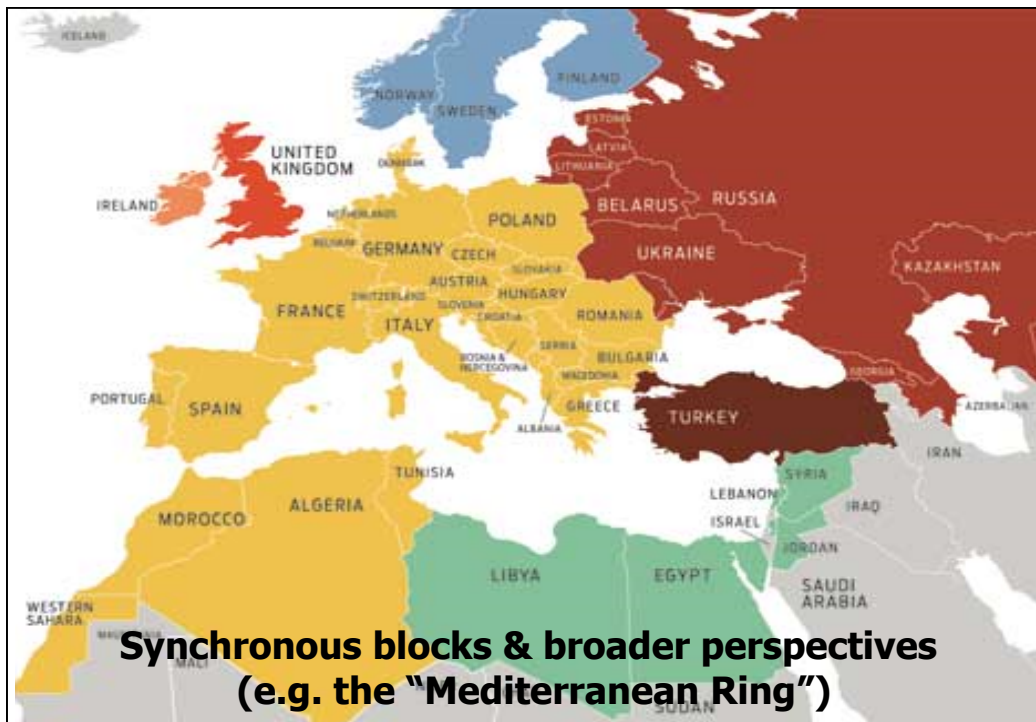 ICELAND
NORWAY
SWEDEN
FINLAND
ESTONIA
LATVIA
LITHUANIA
UNITED
KINGDOM
IRELAND
DENMARK
NETHERLANDS
BELGIUM
GERMANY
POLAND
BELARUS
RUSSIA
UKRAINE
KAZAKHSTAN
CZECH
SLOVAKIA
AUSTRIA
HUNGARY
SWITZERLAND
SLOVENIA
CROATIA
FRANCE
ITALY
ROMANIA
BOSNIA &
HERCEGOVINA
SERBIA
BULGARIA
MACEDONIA
GREECE
ALBANIA
PORTUGAL
SPAIN
TURKEY
GEORGIA
AZERBAIJAN
IRAN
SYRIA
LEBANON
IRAQ
ISRAEL
JORDAN
SAUDI
ARABIA
TUNISIA
ALGERIA
MOROCCO
LIBYA
EGYPT
WESTERN
SAHARA
MALI
SUDAN
Synchronous blocks & broader perspectives
(e.g. the “Mediterranean Ring”)